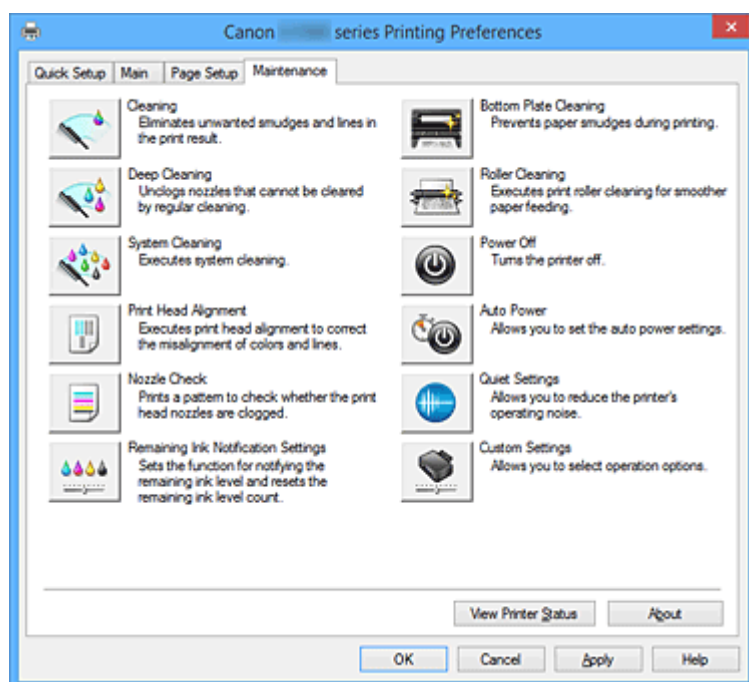 Canon series Printing Preferences
Quick Setup Main Page Setup Maintenance
Cleaning
Eliminates unwanted smudges and lines in
the print result.
Deep Cleaning
Unclogs nozzles that cannot be cleared
by regular cleaning.
System Cleaning
Executes system cleaning.
Print Head Alignment
Executes print head alignment to correct
the misalignment of colors and lines.
Nozzle Check
Prints a pattern to check whether the print
head nozzles are clogged.
Remaining Ink Notification Settings
Sets the function for notifying the
remaining ink level and resets the
remaining ink level count.
Bottom Plate Cleaning
Prevents paper smudges during printing.
Roller Cleaning
Executes print roller cleaning for smoother
paper feeding.
Power Off
Turns the printer off.
Auto Power
Allows you to set the auto power settings.
Quiet Settings
Allows you to reduce the printer's
operating noise.
Custom Settings
Allows you to select operation options.
View Printer Status About
OK Cancel Apply Help